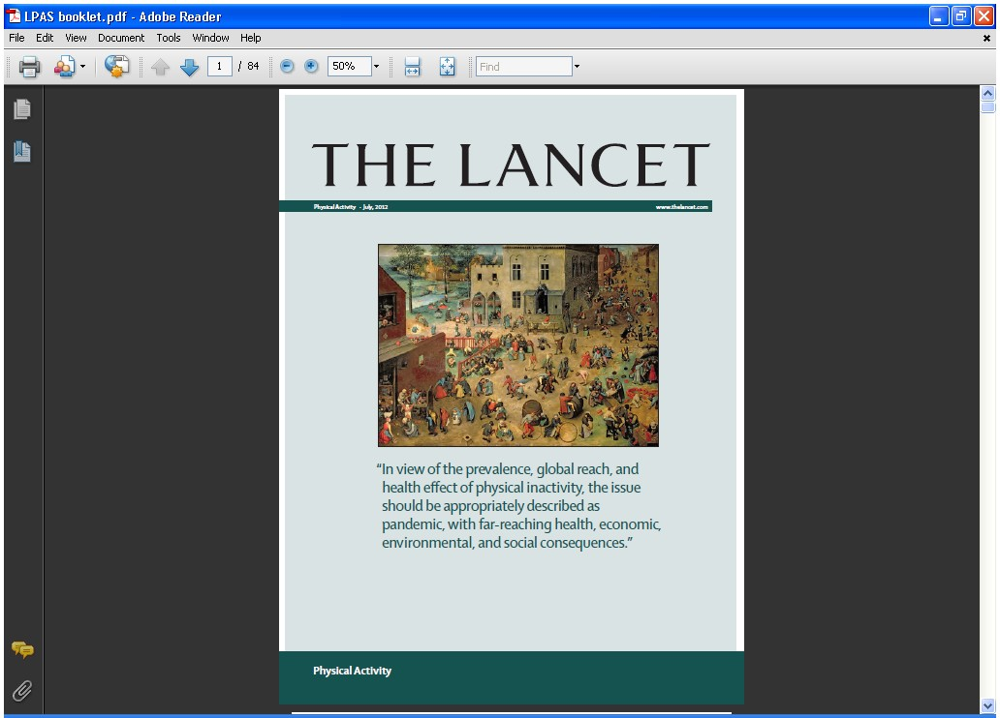 LPAS booklet.pdf - Adobe Reader
File Edit View Document Tools Window Help
1 / 84 50% Find
THE LANCET
Physical Activity - July, 2012 www.thelancet.com
“In view of the prevalence, global reach, and
health effect of physical inactivity, the issue
should be appropriately described as
pandemic, with far-reaching health, economic,
environmental, and social consequences.”
Physical Activity